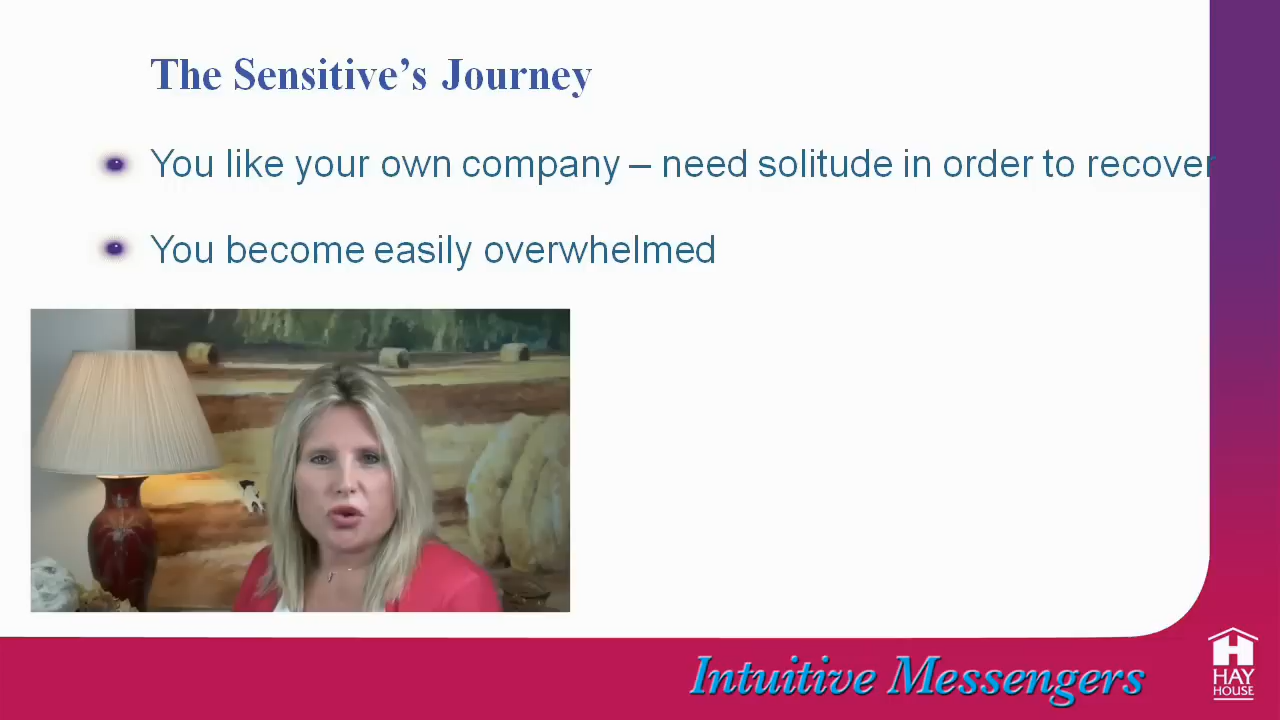 The Sensitive’s Journey
You like your own company – need solitude in order to recover
You become easily overwhelmed
Intuitive Messengers
HAY
HOUSE